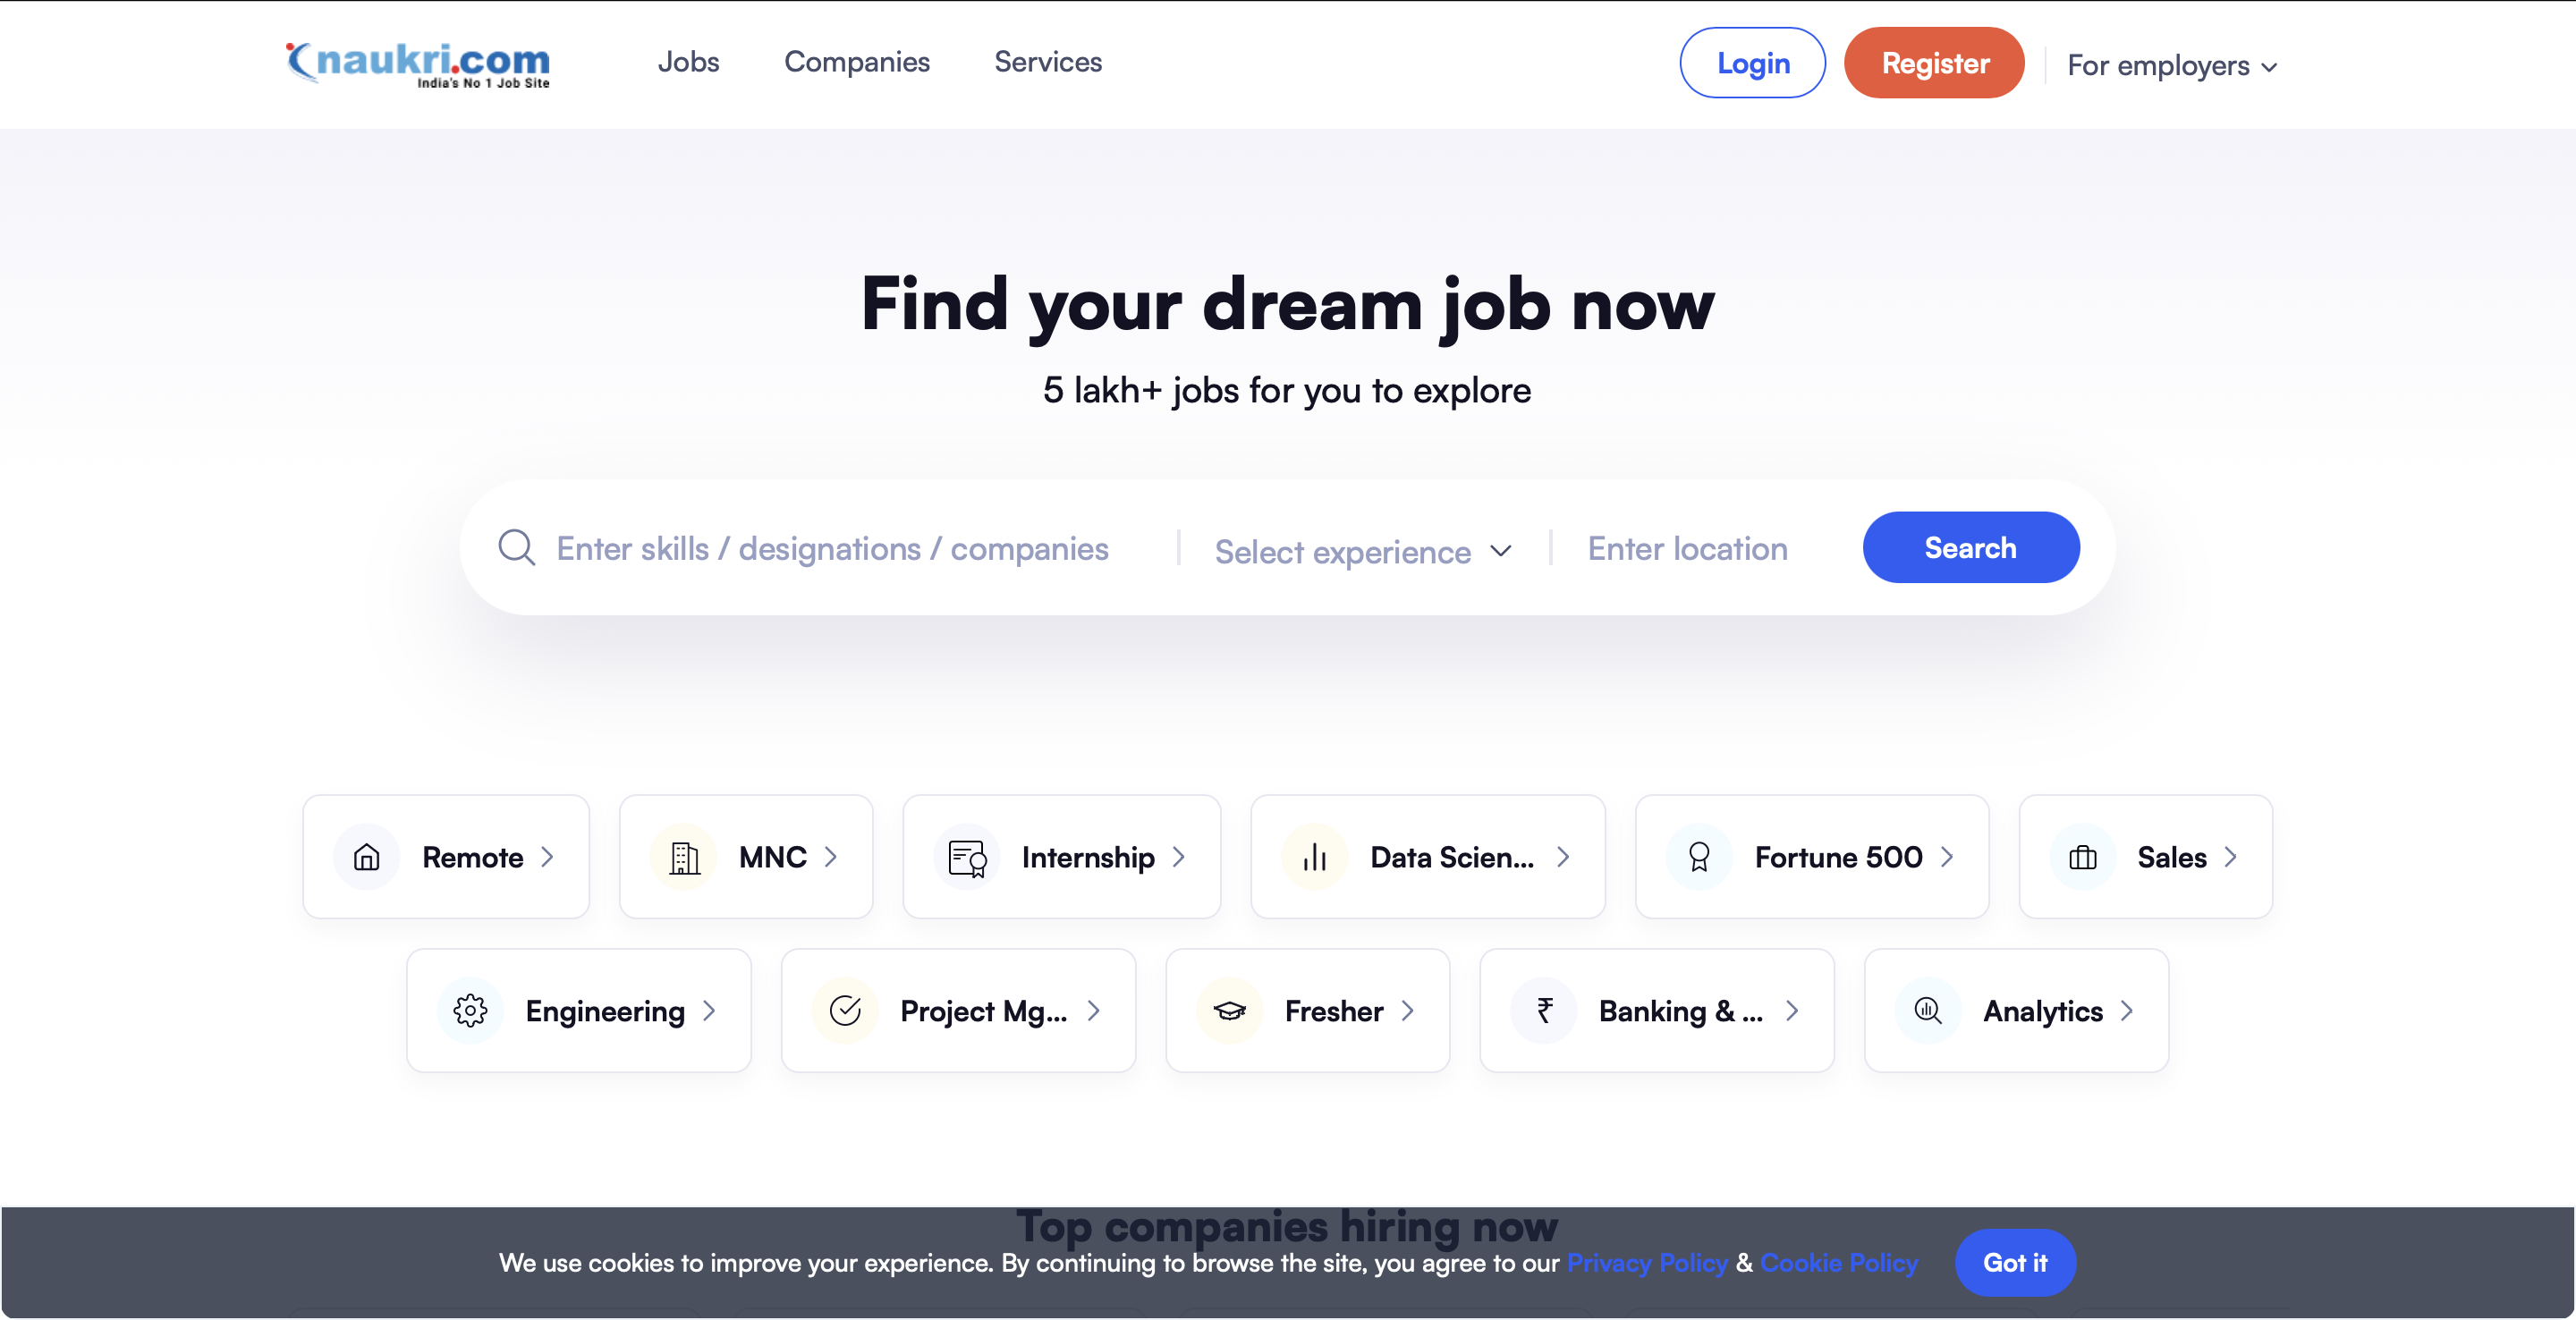 naukri.com
India's No 1 Job Site
Jobs
Companies
Services
Login
Register
For employers
Find your dream job now
5 lakh+ jobs for you to explore
Enter skills / designations / companies
Select experience
Enter location
Search
Remote
MNC
Internship
Data Scien...
Fortune 500
Sales
Engineering
Project Mg...
Fresher
₹
Banking & ...
Analytics
Top companies hiring now
We use cookies to improve your experience. By continuing to browse the site, you agree to our Privacy Policy & Cookie Policy
Got it